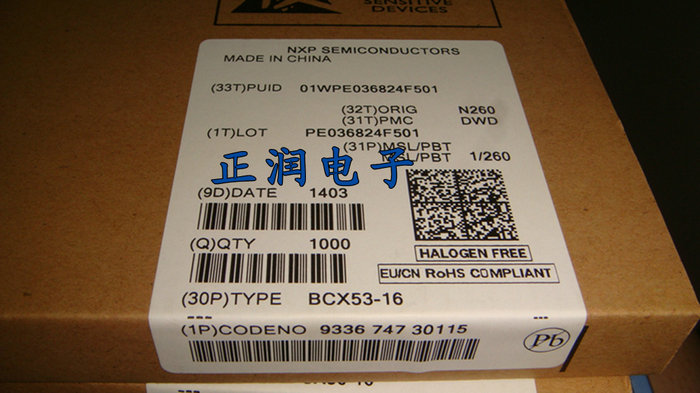 SENSITIVE
DEVICES
NXP SEMICONDUCTORS
MADE IN CHINA
(33T)PUID 01WPE036824F501
(32T)ORIG N260
(31T)PMC DWD
(1T)LOT PE036824F501
(31P)MSL/PBT
MSL/PBT 1/260
正润电子
(9D)DATE 1403
(Q)QTY 1000
HALOGEN FREE
EU/CN RoHS COMPLIANT
(30P)TYPE BCX53-16
(1P)CODENO 9336 747 30115
Pb